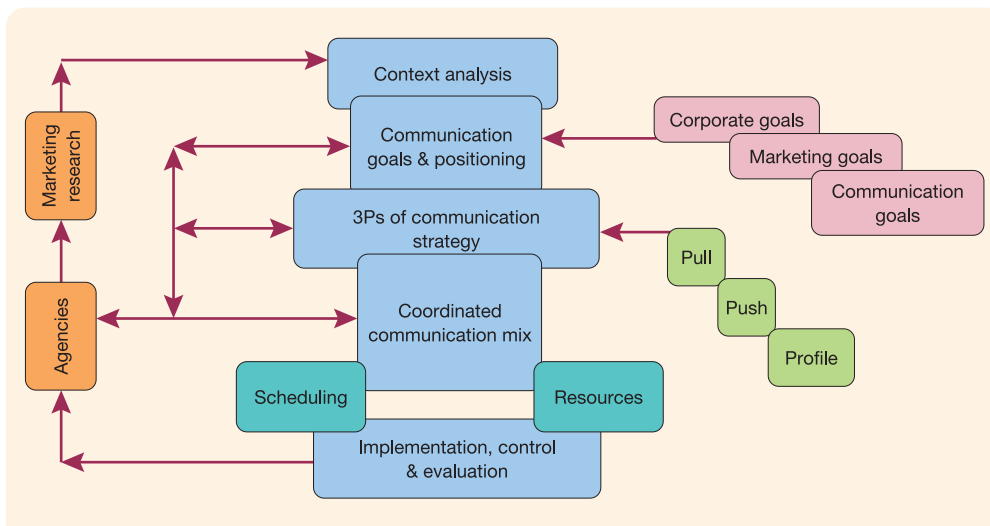 Context analysis
Marketing
research
Communication
goals & positioning
Corporate goals
Marketing goals
Communication
goals
3Ps of communication
strategy
Pull
Push
Profile
Agencies
Coordinated
communication mix
Scheduling
Resources
Implementation, control
& evaluation